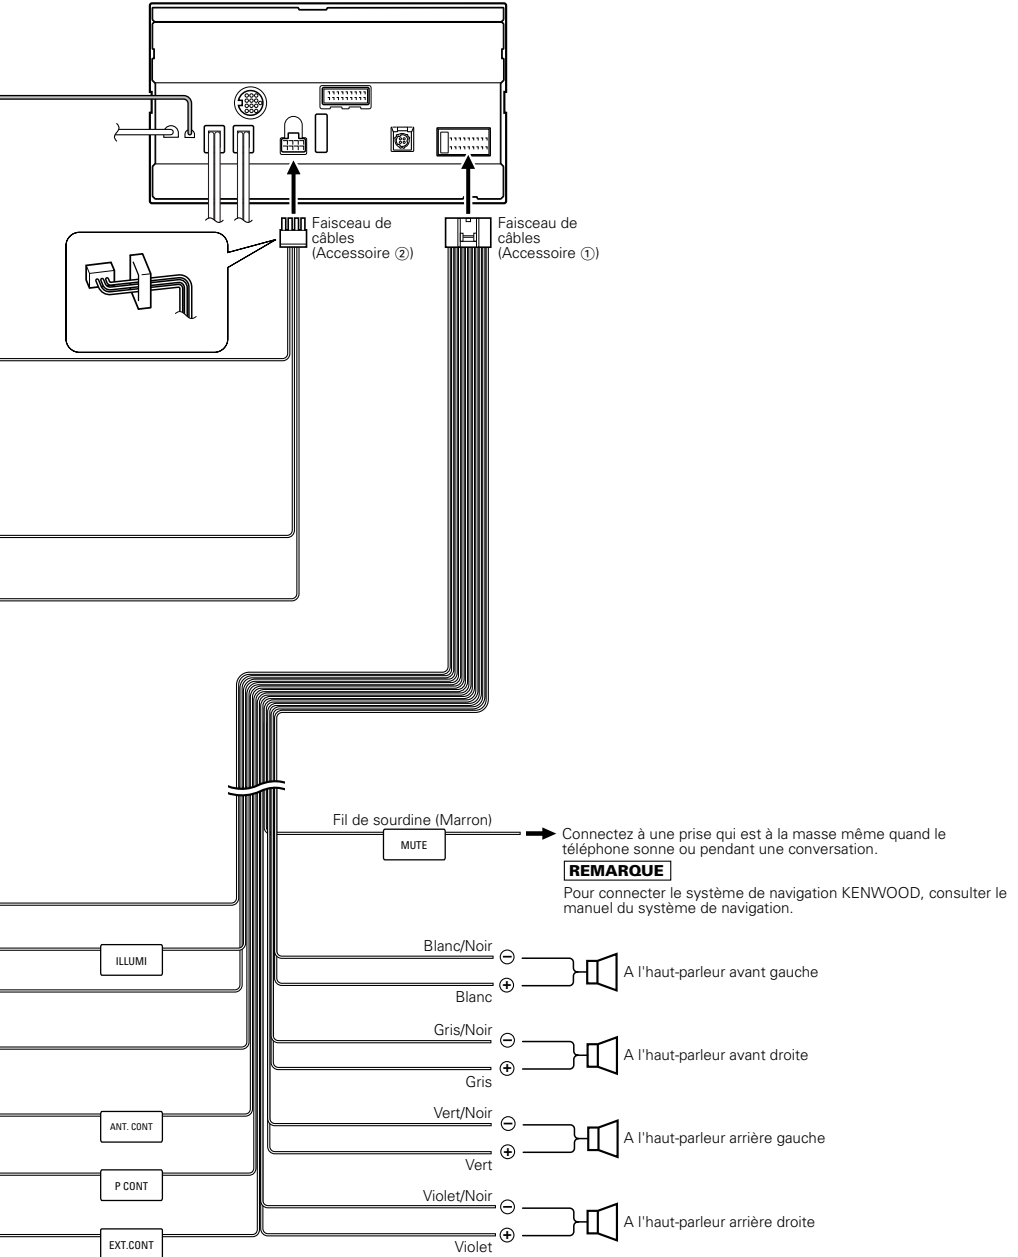 Faisceau de
câbles
(Accessoire ②)
Faisceau de
câbles
(Accessoire ①)
Fil de sourdine (Marron)
MUTE
Connectez à une prise qui est à la masse même quand le
téléphone sonne ou pendant une conversation.
REMARQUE
Pour connecter le système de navigation KENWOOD, consulter le
manuel du système de navigation.
ILLUMI
Blanc/Noir
⊖
⊕
Blanc
A l'haut-parleur avant gauche
Gris/Noir
⊖
⊕
Gris
A l'haut-parleur avant droite
ANT. CONT
Vert/Noir
⊖
⊕
Vert
A l'haut-parleur arrière gauche
P CONT
Violet/Noir
⊖
⊕
Violet
A l'haut-parleur arrière droite
EXT.CONT